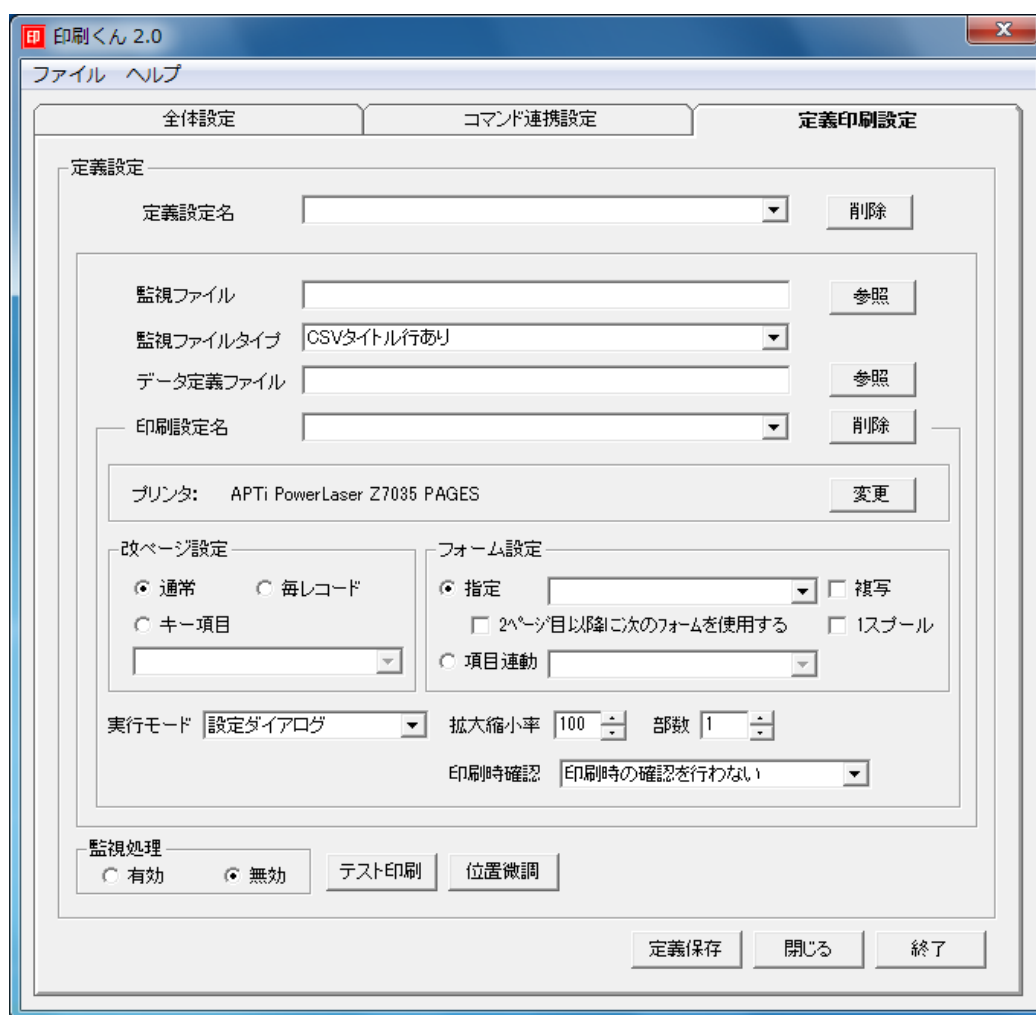 印 印刷くん 2.0
ファイル ヘルプ
全体設定 コマンド連携設定 定義印刷設定
定義設定
定義設定名 削除
監視ファイル 参照
監視ファイルタイプ CSVタイトル行あり
データ定義ファイル 参照
印刷設定名 削除
プリンタ: APTi PowerLaser Z7035 PAGES 変更
改ページ設定 フォーム設定
通常 毎レコード 指定 複写
キー項目 2ページ目以降に次のフォームを使用する 1スプール
項目連動
実行モード 設定ダイアログ 拡大縮小率 100 部数 1
印刷時確認 印刷時の確認を行わない
監視処理
有効 無効 テスト印刷 位置微調
定義保存 閉じる 終了